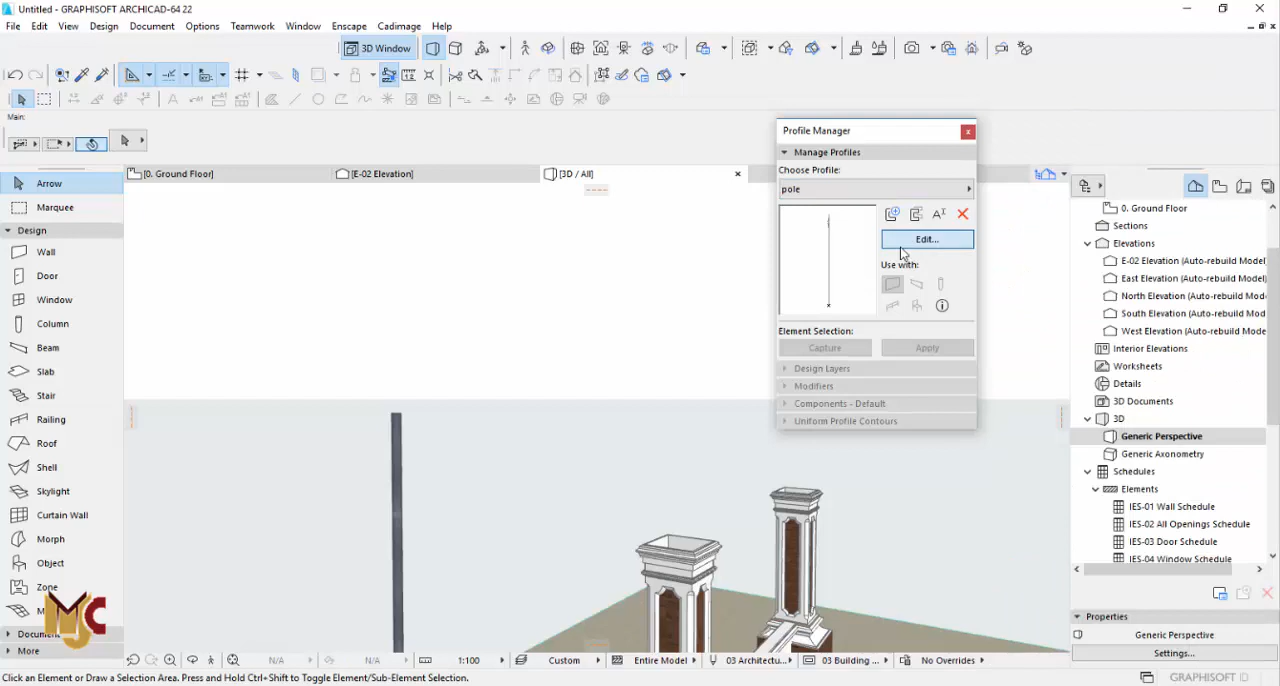 Untitled - GRAPHISOFT ARCHICAD-64 22
File Edit View Design Document Options Teamwork Window Enscape Cadimage Help
3D Window
Main:
[0. Ground Floor]
[E-02 Elevation]
[3D / All]
Arrow
Marquee
Design
Wall
Door
Window
Column
Beam
Slab
Stair
Railing
Roof
Shell
Skylight
Curtain Wall
Morph
Object
Zone
M
MJC
Docum
More
Profile Manager
Manage Profiles
Choose Profile:
pole
Edit...
Use with:
Element Selection:
Capture
Apply
Design Layers
Modifiers
Components - Default
Uniform Profile Contours
0. Ground Floor
Sections
Elevations
E-02 Elevation (Auto-rebuild Model)
East Elevation (Auto-rebuild Mode
North Elevation (Auto-rebuild Mod
South Elevation (Auto-rebuild Mod
West Elevation (Auto-rebuild Mode
Interior Elevations
Worksheets
Details
3D Documents
3D
Generic Perspective
Generic Axonometry
Schedules
Elements
IES-01 Wall Schedule
IES-02 All Openings Schedule
IES-03 Door Schedule
IES-04 Window Schedule
Properties
Generic Perspective
Settings...
N/A
N/A
1:100
Custom
Entire Model
03 Architectu...
03 Building ...
No Overrides
Click an Element or Draw a Selection Area. Press and Hold Ctrl+Shift to Toggle Element/Sub-Element Selection.
GRAPHISOFT ID